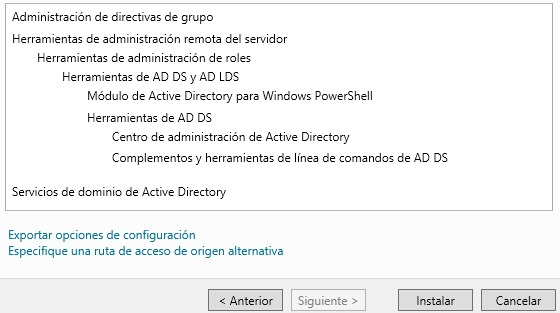 Administración de directivas de grupo
Herramientas de administración remota del servidor
Herramientas de administración de roles
Herramientas de AD DS y AD LDS
Módulo de Active Directory para Windows PowerShell
Herramientas de AD DS
Centro de administración de Active Directory
Complementos y herramientas de línea de comandos de AD DS
Servicios de dominio de Active Directory
Exportar opciones de configuración
Especifique una ruta de acceso de origen alternativa
< Anterior Siguiente > Instalar Cancelar